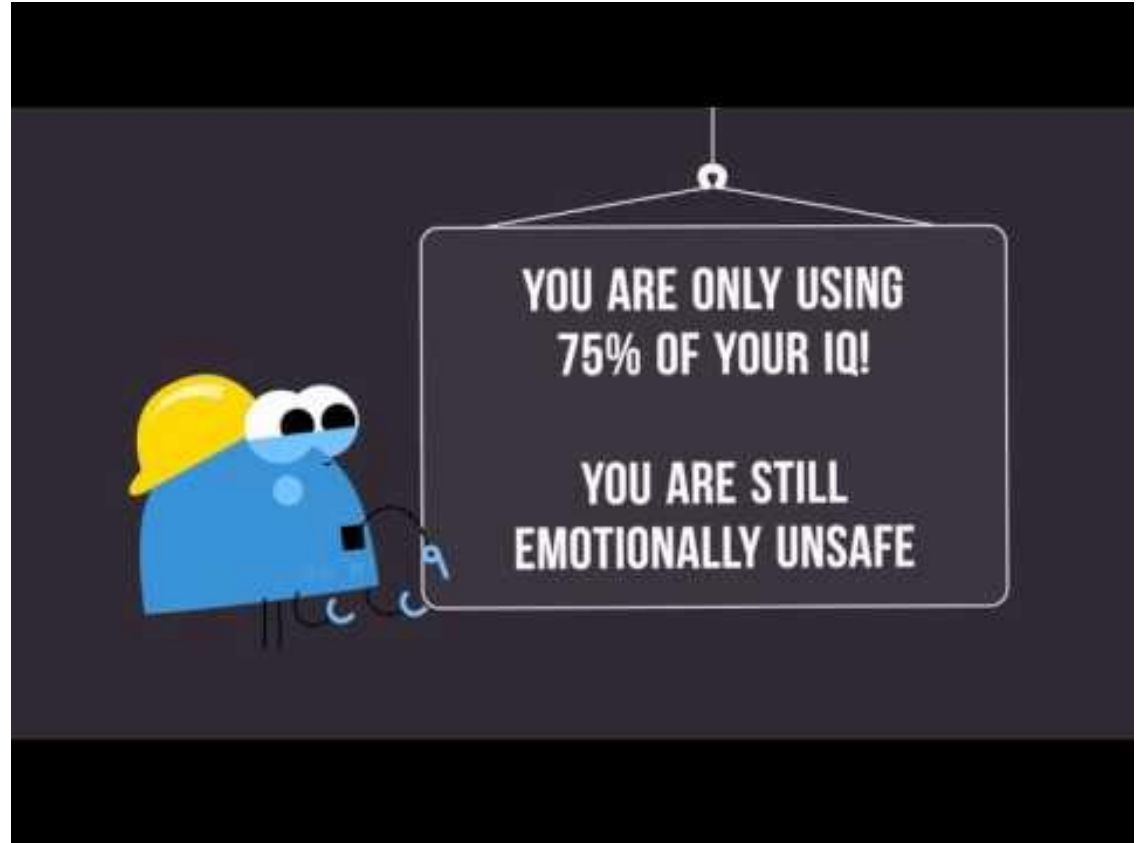 YOU ARE ONLY USING
75% OF YOUR IQ!
YOU ARE STILL
EMOTIONALLY UNSAFE